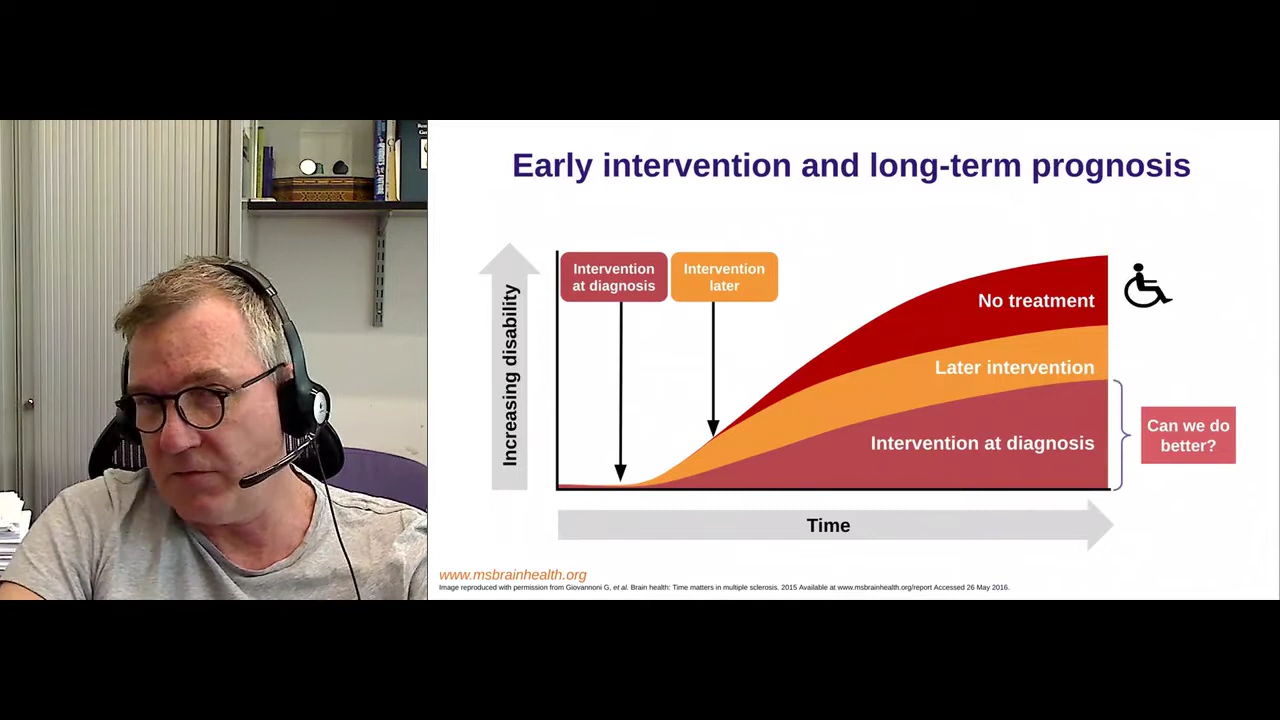 Early intervention and long-term prognosis
Intervention
at diagnosis
Intervention
later
Increasing disability
No treatment
Later intervention
Intervention at diagnosis
Can we do
better?
Time
www.msbrainhealth.org
Image reproduced with permission from Giovannoni G, et al. Brain health: Time matters in multiple sclerosis. 2015 Available at www.msbrainhealth.org/report Accessed 26 May 2016.